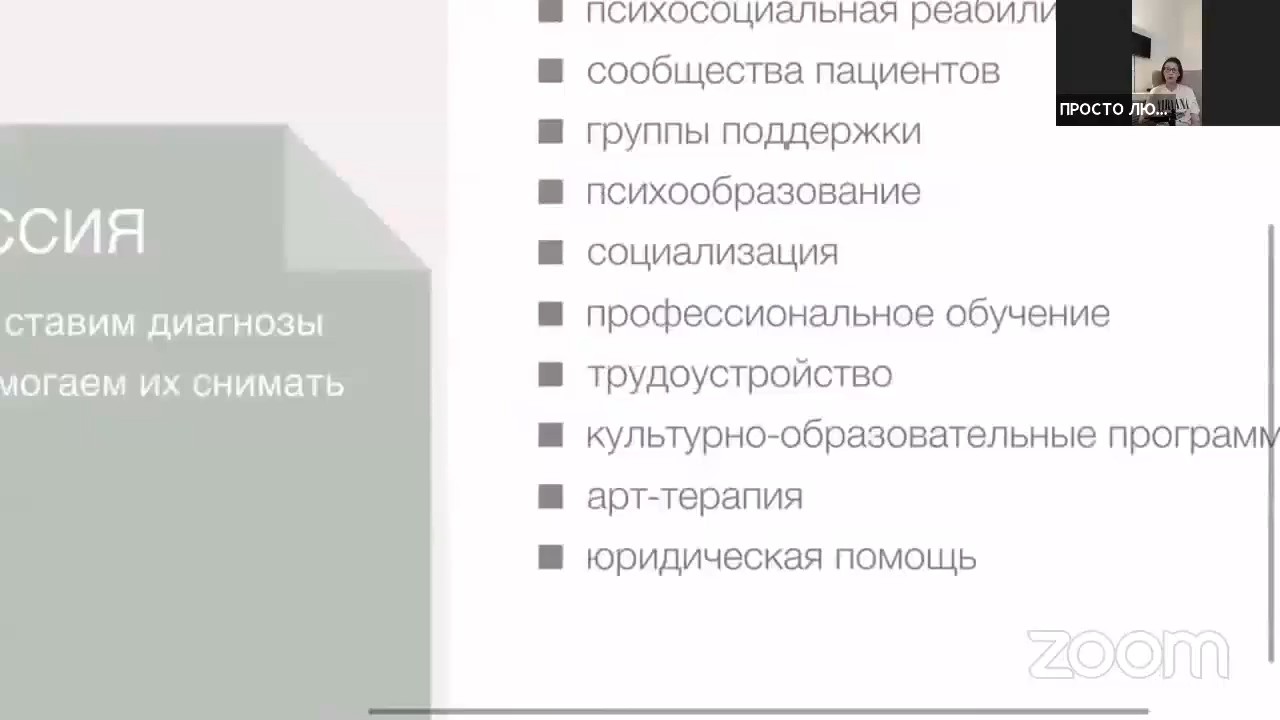 ССИЯ
ставим диагнозы
могаем их снимать
психосоциальная реабили
сообщества пациентов
группы поддержки
психообразование
социализация
профессиональное обучение
трудоустройство
культурно-образовательные программ
арт-терапия
юридическая помощь
ПРОСТО ЛЮ...
zoom